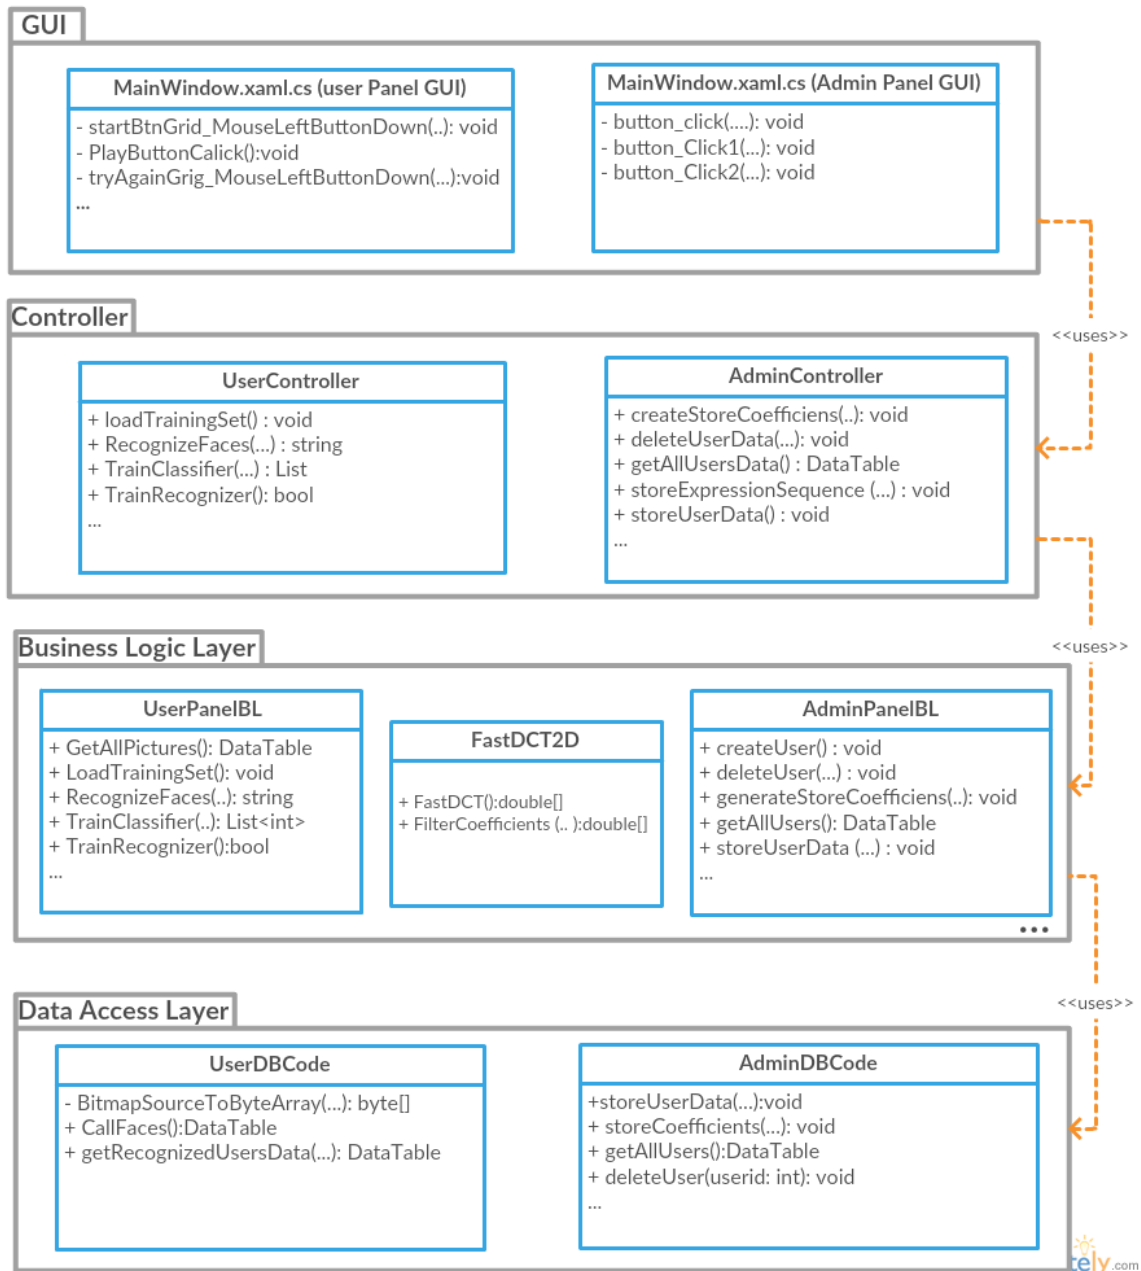 GUI
MainWindow.xaml.cs (user Panel GUI)
- startBtnGrid_MouseLeftButtonDown(..): void
- PlayButtonCalick():void
- tryAgainGrig_MouseLeftButtonDown(...):void
...
MainWindow.xaml.cs (Admin Panel GUI)
- button_click(....): void
- button_Click1(...): void
- button_Click2(...): void
<<uses>>
Controller
UserController
+ loadTrainingSet() : void
+ RecognizeFaces(...) : string
+ TrainClassifier(...) : List
+ TrainRecognizer(): bool
...
AdminController
+ createStoreCoefficiens(..): void
+ deleteUserData(...): void
+ getAllUsersData() : DataTable
+ storeExpressionSequence (...) : void
+ storeUserData() : void
...
<<uses>>
Business Logic Layer
UserPanelBL
+ GetAllPictures(): DataTable
+ LoadTrainingSet(): void
+ RecognizeFaces(..): string
+ TrainClassifier(..): List<int>
+ TrainRecognizer():bool
...
FastDCT2D
+ FastDCT():double[]
+ FilterCoefficients (.. ):double[]
AdminPanelBL
+ createUser() : void
+ deleteUser(...) : void
+ generateStoreCoefficiens(..): void
+ getAllUsers(): DataTable
+ storeUserData (...) : void
...
...
<<uses>>
Data Access Layer
UserDBCode
- BitmapSourceToByteArray(...): byte[]
+ CallFaces():DataTable
+ getRecognizedUsersData(...): DataTable
AdminDBCode
+storeUserData(...):void
+ storeCoefficients(...): void
+ getAllUsers():DataTable
+ deleteUser(userid: int): void
...
tely.com